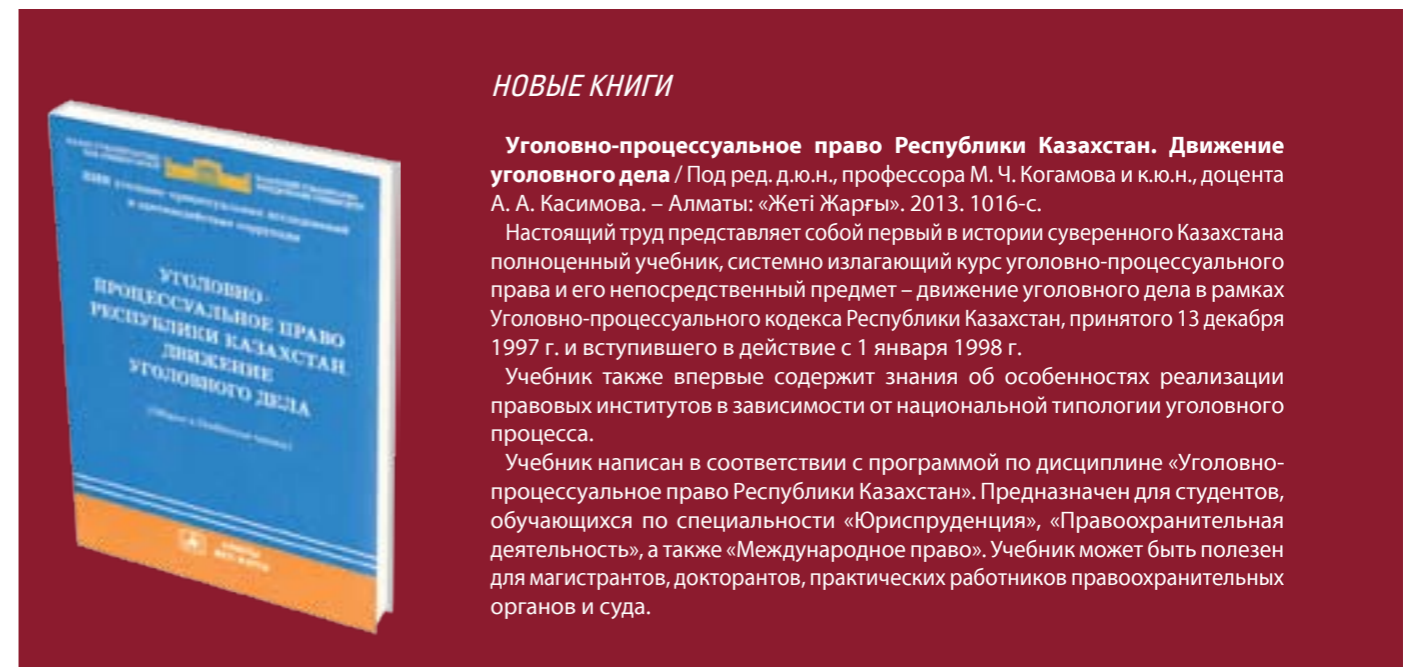 НОВЫЕ КНИГИ
Уголовно-процессуальное право Республики Казахстан. Движение
уголовного дела / Под ред. д.ю.н., профессора М. Ч. Когамова и к.ю.н., доцента
А. А. Касимова. – Алматы: «Жеті Жарғы». 2013. 1016-с.
Настоящий труд представляет собой первый в истории суверенного Казахстана
полноценный учебник, системно излагающий курс уголовно-процессуального
права и его непосредственный предмет – движение уголовного дела в рамках
Уголовно-процессуального кодекса Республики Казахстан, принятого 13 декабря
1997 г. и вступившего в действие с 1 января 1998 г.
Учебник также впервые содержит знания об особенностях реализации
правовых институтов в зависимости от национальной типологии уголовного
процесса.
Учебник написан в соответствии с программой по дисциплине «Уголовно-
процессуальное право Республики Казахстан». Предназначен для студентов,
обучающихся по специальности «Юриспруденция», «Правоохранительная
деятельность», а также «Международное право». Учебник может быть полезен
для магистрантов, докторантов, практических работников правоохранительных
органов и суда.
УГОЛОВНО-
ПРОЦЕССУАЛЬНОЕ ПРАВО
РЕСПУБЛИКИ КАЗАХСТАН
ДВИЖЕНИЕ
УГОЛОВНОГО ДЕЛА